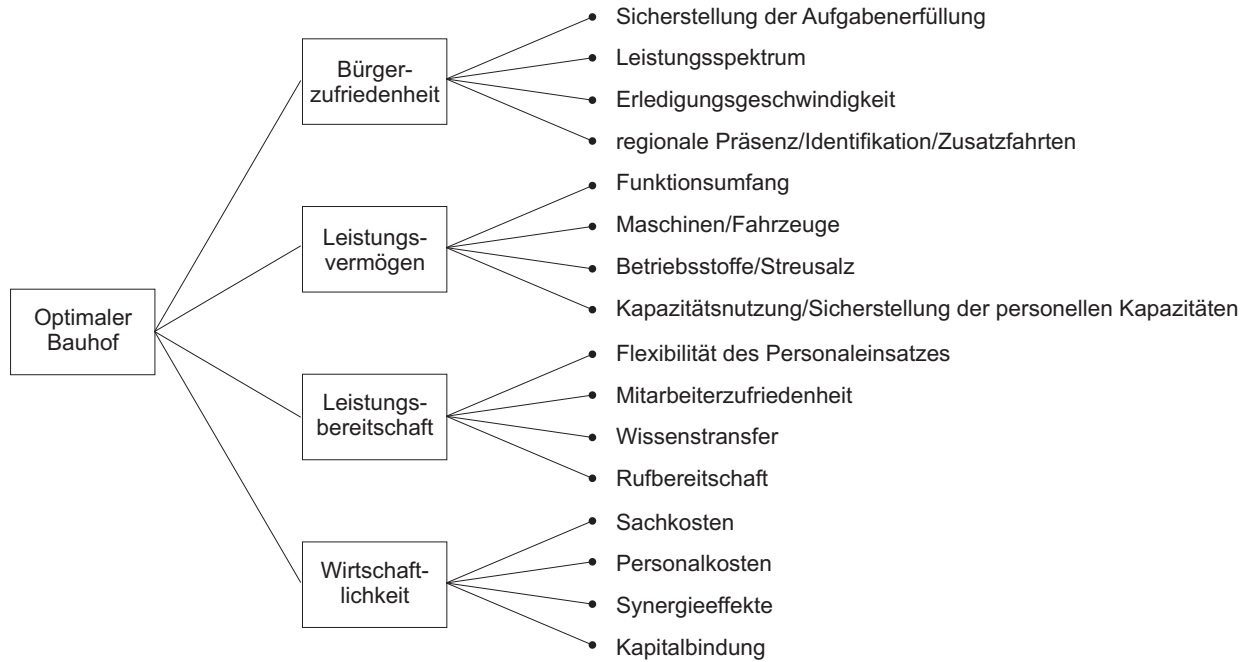 Sicherstellung der Aufgabenerfüllung
Bürger-
zufriedenheit
Leistungsspektrum
Erledigungsgeschwindigkeit
regionale Präsenz/Identifikation/Zusatzfahrten
Funktionsumfang
Leistungs-
vermögen
Maschinen/Fahrzeuge
Betriebsstoffe/Streusalz
Kapazitätsnutzung/Sicherstellung der personellen Kapazitäten
Optimaler
Bauhof
Flexibilität des Personaleinsatzes
Leistungs-
bereitschaft
Mitarbeiterzufriedenheit
Wissenstransfer
Rufbereitschaft
Sachkosten
Wirtschaft-
lichkeit
Personalkosten
Synergieeffekte
Kapitalbindung